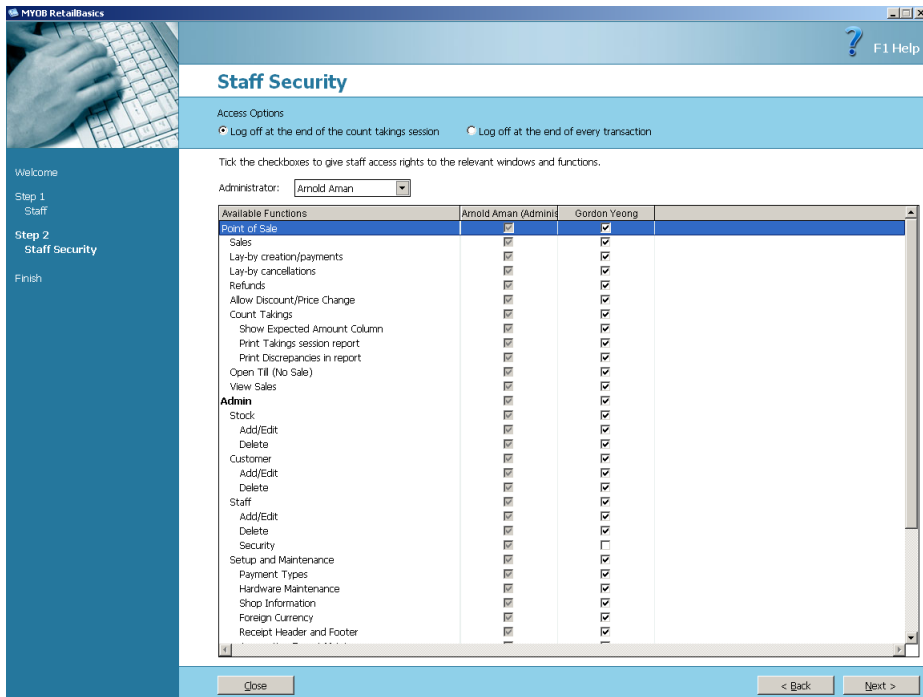 MYOB RetailBasics
F1 Help
Staff Security
Access Options
Log off at the end of the count takings session Log off at the end of every transaction
Tick the checkboxes to give staff access rights to the relevant windows and functions.
Welcome
Step 1
Staff
Step 2
Staff Security
Finish
Administrator: Arnold Aman
Available Functions Arnold Aman (Adminis Gordon Yeong
Point of Sale
Sales
Lay-by creation/payments
Lay-by cancellations
Refunds
Allow Discount/Price Change
Count Takings
Show Expected Amount Column
Print Takings session report
Print Discrepancies in report
Open Till (No Sale)
View Sales
Admin
Stock
Add/Edit
Delete
Customer
Add/Edit
Delete
Staff
Add/Edit
Delete
Security
Setup and Maintenance
Payment Types
Hardware Maintenance
Shop Information
Foreign Currency
Receipt Header and Footer
Close < Back Next >